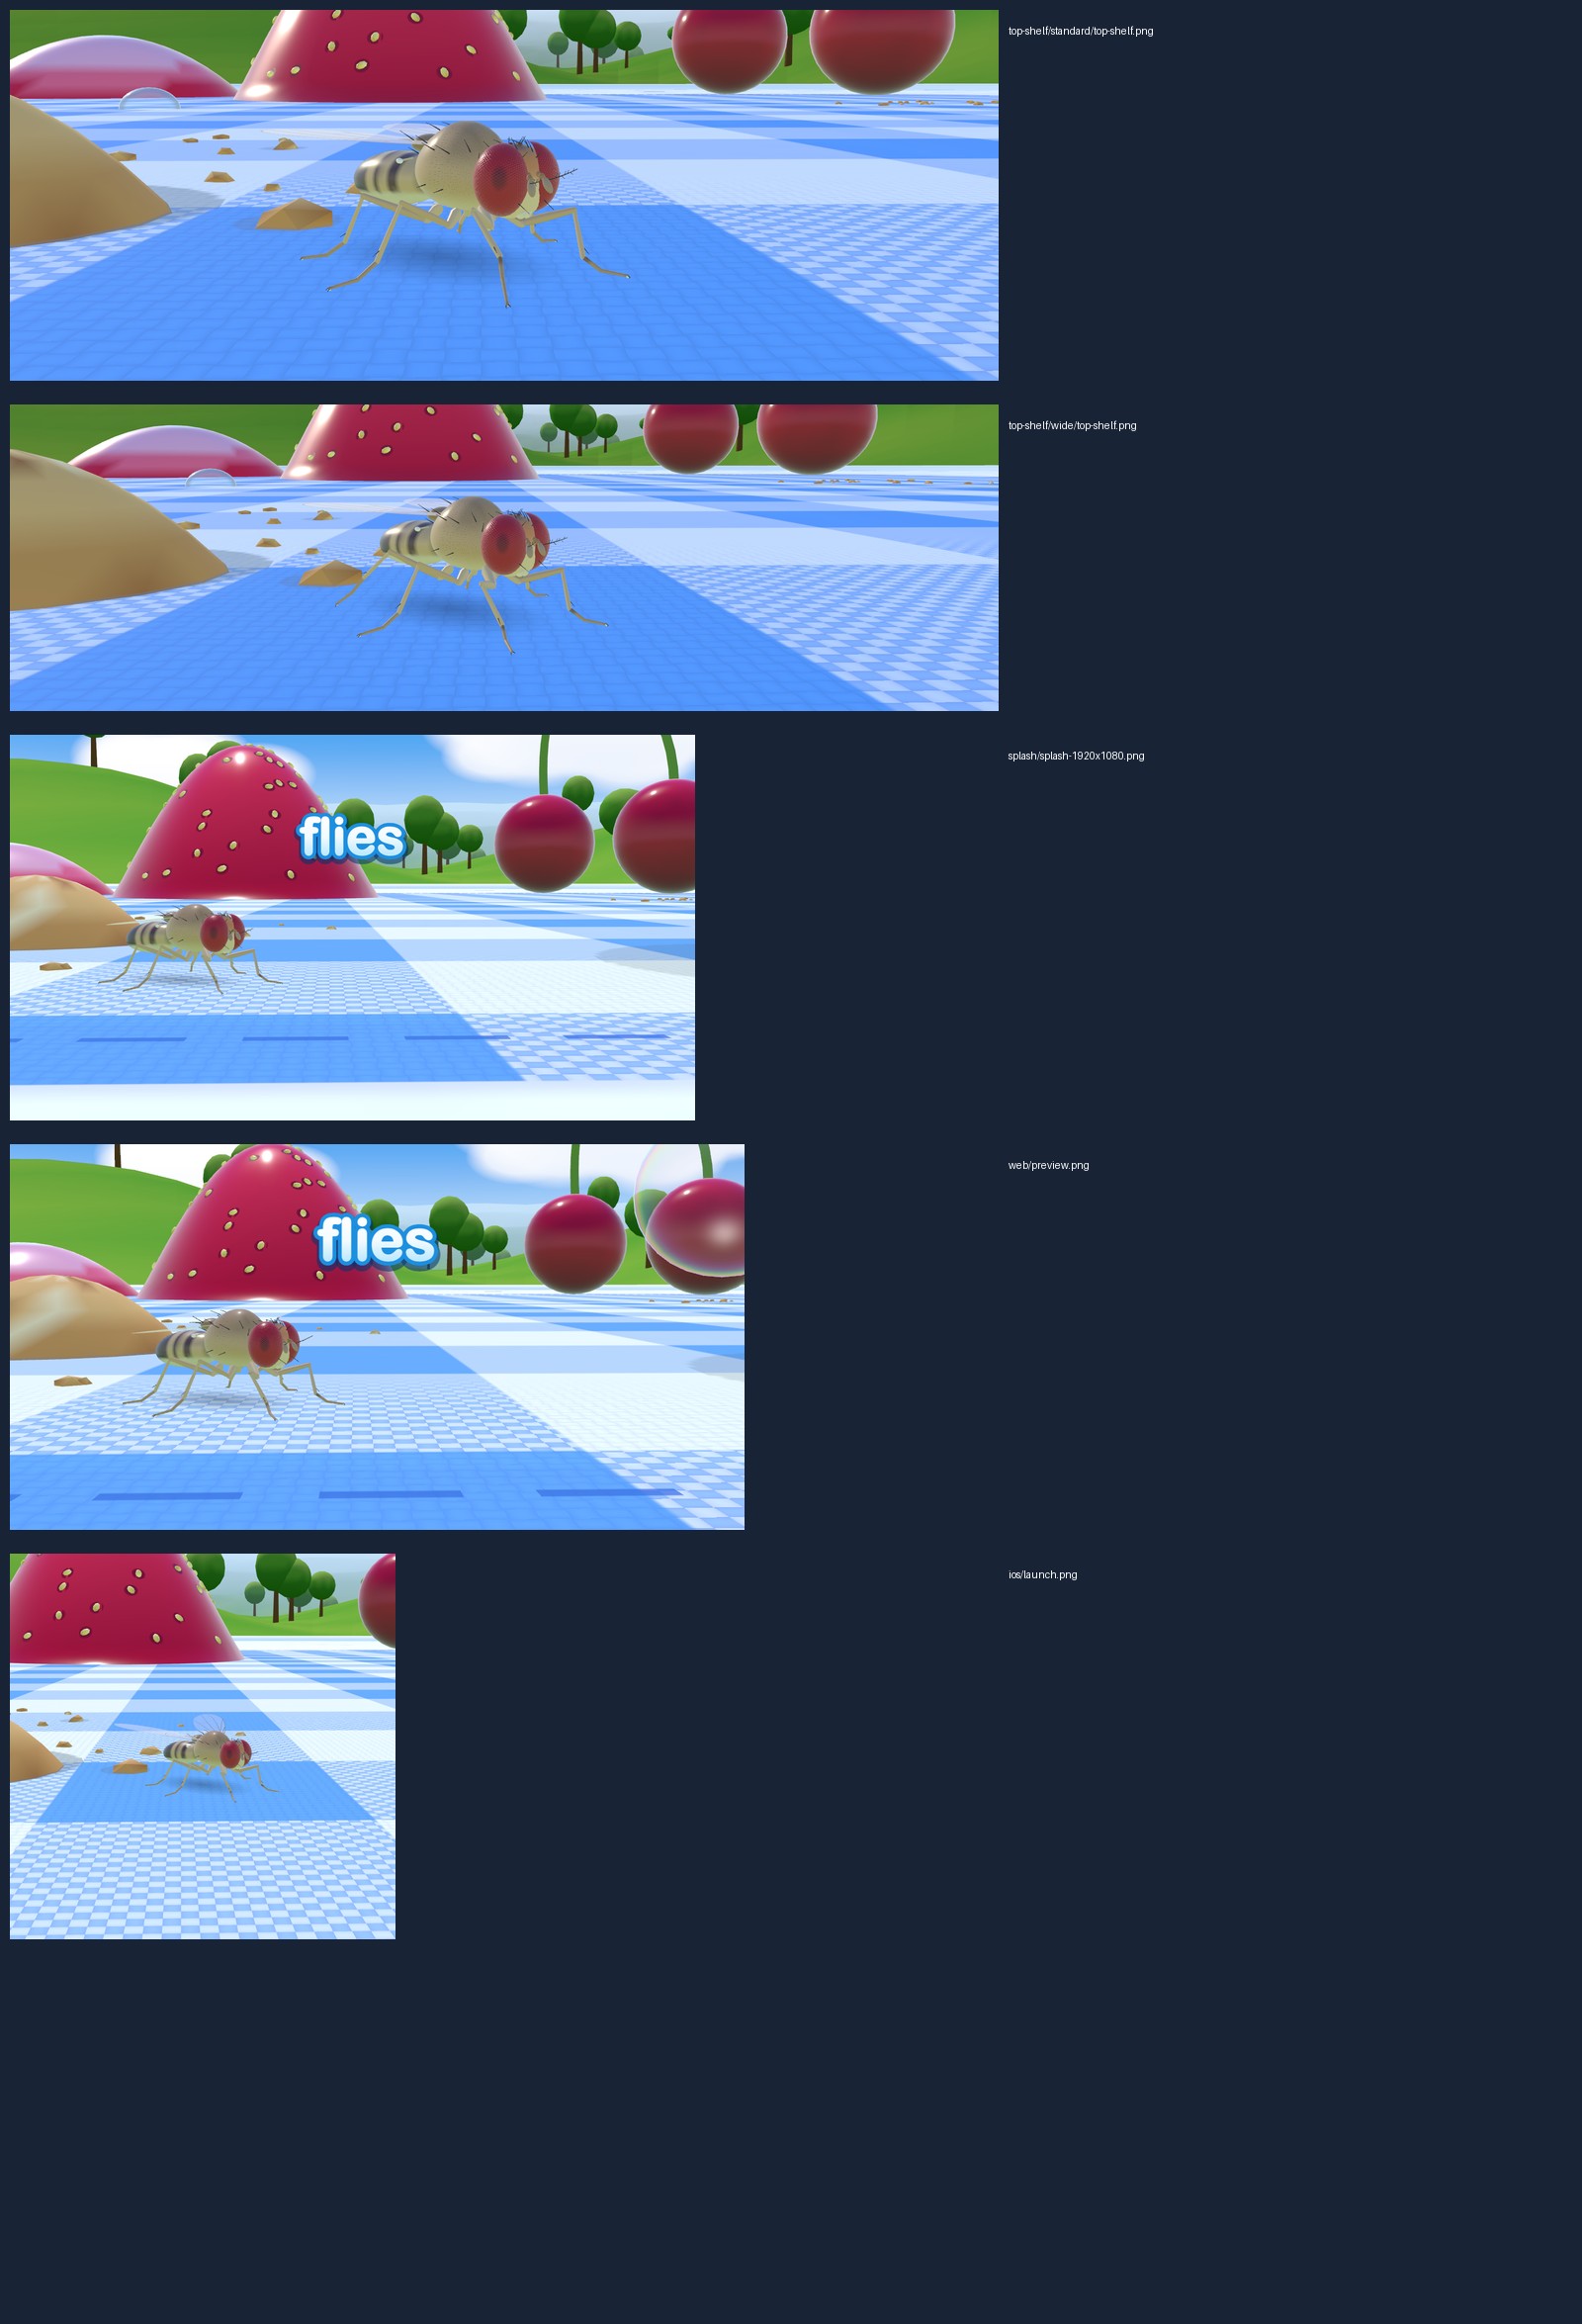 top-shelf/standard/top-shelf.png
top-shelf/wide/top-shelf.png
splash/splash-1920x1080.png
flies
web/preview.png
flies
ios/launch.png